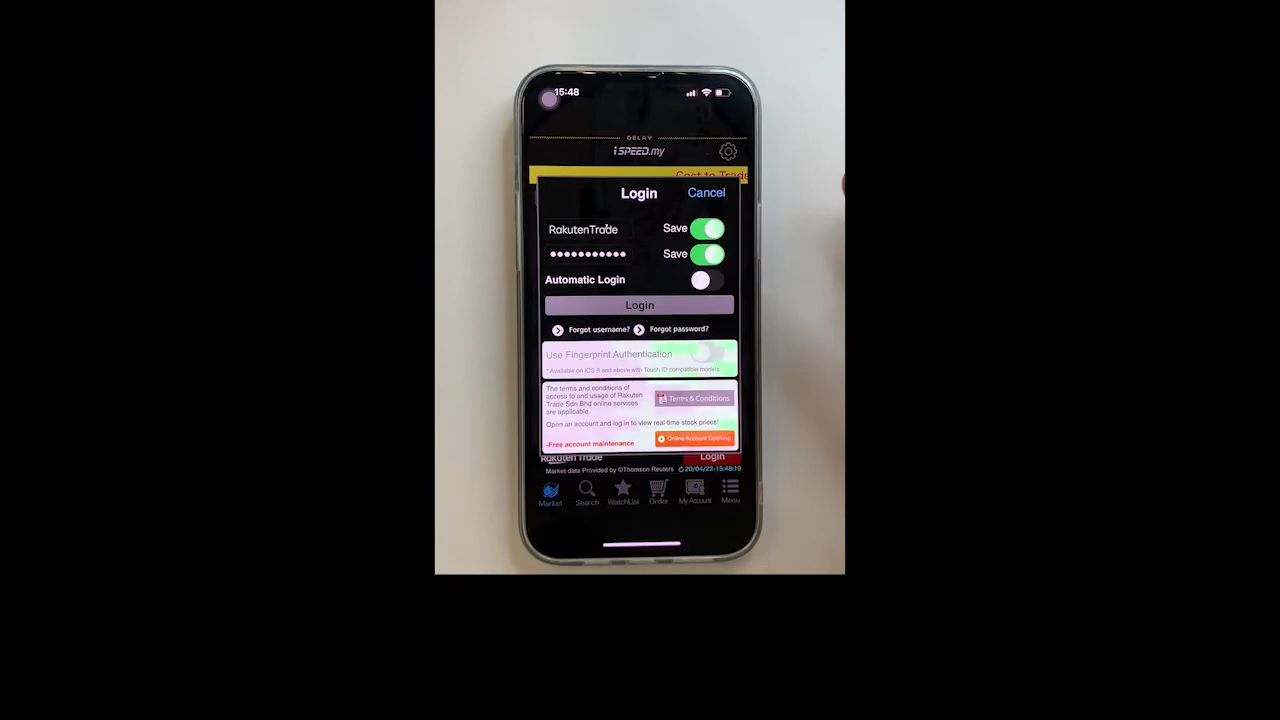 15:48
DELAY
iSPEED.my
Cost to Trade
Login Cancel
RakutenTrade Save
Save
Automatic Login
Login
Forgot username? Forgot password?
Use Fingerprint Authentication
* Available on iOS 8 and above with Touch ID compatible models
The terms and conditions of
access to and usage of Rakuten
Trade Sdn Bhd online services
are applicable.
Terms & Conditions
Open an account and log in to view real-time stock prices!
-Free account maintenance
Online Account Opening
Rakuten Trade Login
Market data Provided by ©Thomson Reuters 20/04/22-15:48:19
Market Search WatchList Order My Account Menu